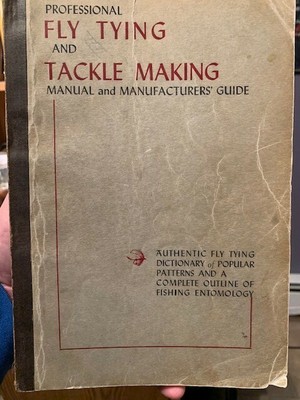 PROFESSIONAL
FLY TYING
AND
TACKLE MAKING
MANUAL and MANUFACTURERS' GUIDE
AUTHENTIC FLY TYING
DICTIONARY of POPULAR
PATTERNS AND A
COMPLETE OUTLINE OF
FISHING ENTOMOLOGY